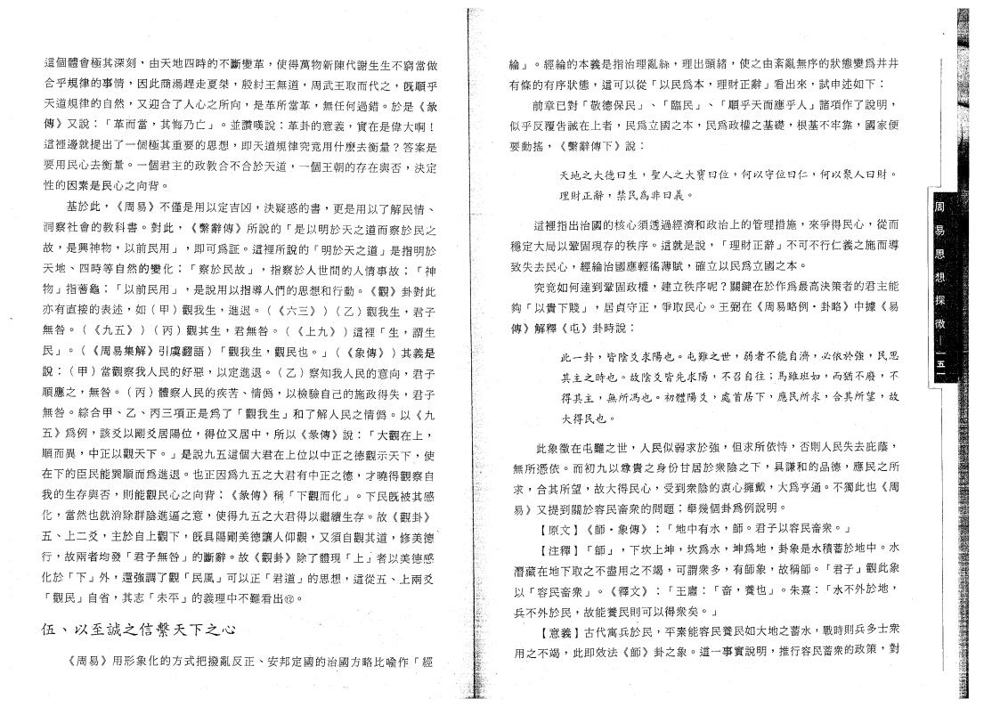 這個體會極其深刻，由天地四時的不斷變革，使得萬物新陳代謝生生不窮當做
合乎規律的事情，因此商湯趕走夏桀，殷紂王無道，周武王取而代之，既順乎
天道規律的自然，又迎合了人心之所向，是革所當革，無任何過錯。於是《彖
傳》又說：「革而當，其悔乃亡」。並讚嘆說：革卦的意義，實在是偉大啊！
這裡邊就提出了一個極其重要的思想，即天道規律究竟用什麼去衡量？答案是
要用民心去衡量。一個君主的政教合不合於天道，一個王朝的存在與否，決定
性的因素是民心之向背。
基於此，《周易》不僅是用以定吉凶，決疑惑的書，更是用以了解民情、
洞察社會的教科書。對此，《繫辭傳》所說的「是以明於天之道而察於民之
故，是興神物，以前民用」，即可爲証。這裡所說的「明於天之道」是指明於
天地、四時等自然的變化；「察於民故」，指察於人世間的人情事故；「神
物」指蓍龜；「以前民用」，是說用以指導人們的思想和行動。《觀》卦對此
亦有直接的表述，如（甲）觀我生，進退。（《六三》）（乙）觀我生，君子
無咎。（《九五》）（丙）觀其生，君無咎。（《上九》）這裡「生，謂生
民」。（《周易集解》引虞翻語）「觀我生，觀民也。」（《象傳》）其義是
說：（甲）當觀察我人民的好惡，以定進退。（乙）察知我人民的意向，君子
順應之，無咎。（丙）體察人民的疾苦、情僞，以檢驗自己的施政得失，君子
無咎。綜合甲、乙、丙三項正是爲了「觀我生」和了解人民之情僞。以《九
五》爲例，該爻以剛爻居陽位，得位又居中，所以《彖傳》說：「大觀在上，
順而異，中正以觀天下。」是說九五這個大君在上位以中正之德觀示天下，使
在下的臣民能巽順而爲進退。也正因爲九五之大君有中正之德，才曉得觀察自
我的生存與否，則能觀民心之向背；《彖傳》稱「下觀而化」。下民既被其感
化，當然也就消除群陰進逼之意，使得九五之大君得以繼續生存。故《觀卦》
五、上二爻，主於自上觀下，既具陽剛美德讓人仰觀，又須自觀其道，修美德
行，故兩者均發「君子無咎」的斷辭。故《觀卦》除了體現「上」者以美德感
化於「下」外，還強調了觀「民風」可以正「君道」的思想，這從五、上兩爻
「觀民」自省，其志「未平」的義理中不難看出⑫。
伍、以至誠之信繫天下之心
《周易》用形象化的方式把撥亂反正、安邦定國的治國方略比喻作「經
綸」。經綸的本義是指治理亂絲，理出頭緒，使之由紊亂無序的狀態變爲井井
有條的有序狀態，這可以從「以民爲本，理財正辭」看出來，試申述如下：
前章已對「敬德保民」、「臨民」、「順乎天而應乎人」諸項作了說明，
似乎反覆告誡在上者，民爲立國之本，民爲政權之基礎，根基不牢靠，國家便
要動搖，《繫辭傳下》說：
天地之大德曰生，聖人之大寶曰位，何以守位曰仁，何以聚人曰財。
理財正辭，禁民為非曰義。
這裡指出治國的核心須透過經濟和政治上的管理措施，來爭得民心，從而
穩定大局以鞏固現存的秩序。這就是說，「理財正辭」不可不行仁義之施而導
致失去民心，經綸治國應輕徭薄賦，確立以民爲立國之本。
究竟如何達到鞏固政權，建立秩序呢？關鍵在於作爲最高決策者的君主能
夠「以貴下賤」，居貞守正，爭取民心。王弼在《周易略例·卦略》中據《易
傳》解釋《屯》卦時說：
此一卦，皆陰爻求陽也。屯難之世，弱者不能自濟，必依於強，民思
其主之時也。故陰爻皆先求陽，不召自往；馬雖班如，而猶不廢，不
得其主，無所馮也。初體陽爻，處首居下，應民所求，合其所望，故
大得民也。
此象徵在屯難之世，人民似弱求於強，但求所依恃，否則人民失去庇蔭，
無所憑依。而初九以尊貴之身份甘居於衆陰之下，具謙和的品德，應民之所
求，合其所望，故大得民心，受到衆陰的衷心擁戴，大爲亨通。不獨此也《周
易》又提到關於容民畜衆的問題；舉幾個卦爲例說明。
【原文】《師·象傳》：「地中有水，師。君子以容民畜衆。」
【注釋】「師」，下坎上坤，坎爲水，坤爲地，卦象是水積蓄於地中。水
潛藏在地下取之不盡用之不竭，可謂衆多，有師象，故稱師。「君子」觀此象
以「容民畜衆」。《釋文》：「王肅：「畜，養也」。朱熹：「水不外於地，
兵不外於民，故能養民則可以得衆矣。」
【意義】古代寓兵於民，平素能容民養民如大地之蓄水，戰時則兵多士衆
用之不竭，此即效法《師》卦之象。這一事實說明，推行容民蓄衆的政策，對
周易思想探微—一五一